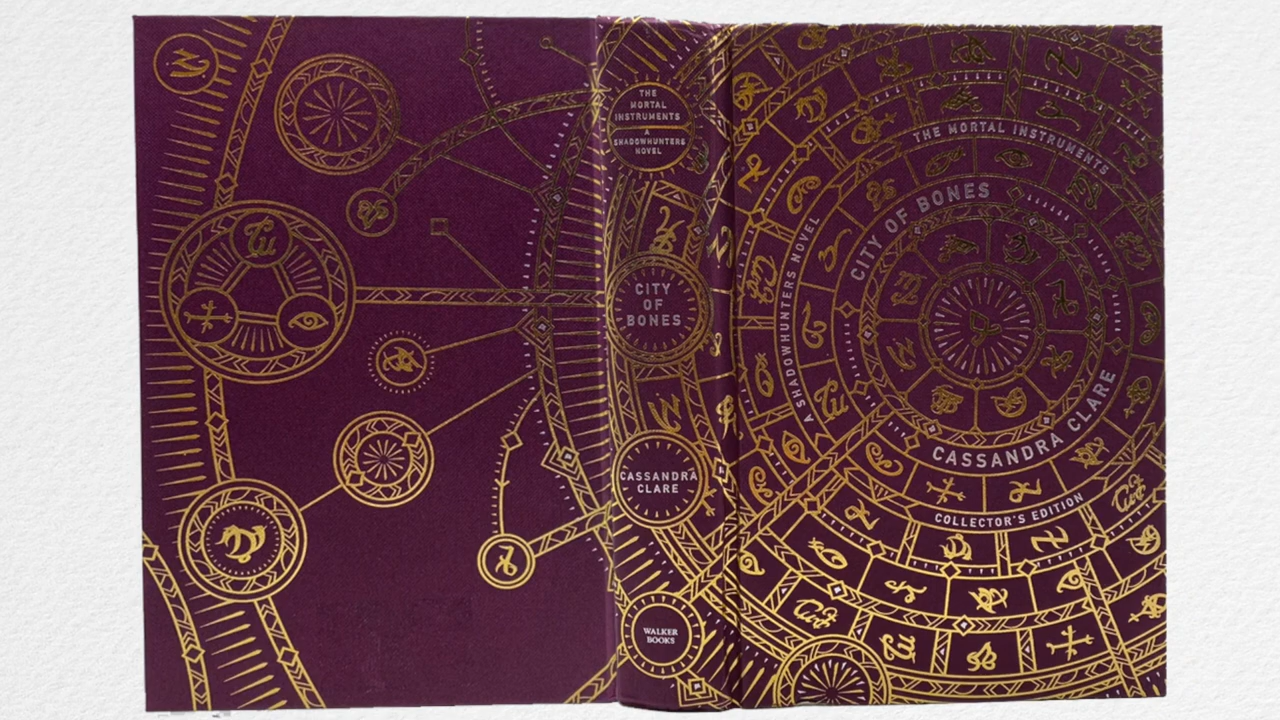 THE
MORTAL
INSTRUMENTS
A
SHADOWHUNTERS
NOVEL
CITY
OF
BONES
CASSANDRA
CLARE
WALKER
BOOKS
THE MORTAL INSTRUMENTS
CITY OF BONES
A SHADOWHUNTERS NOVEL
CASSANDRA CLARE
COLLECTOR'S EDITION